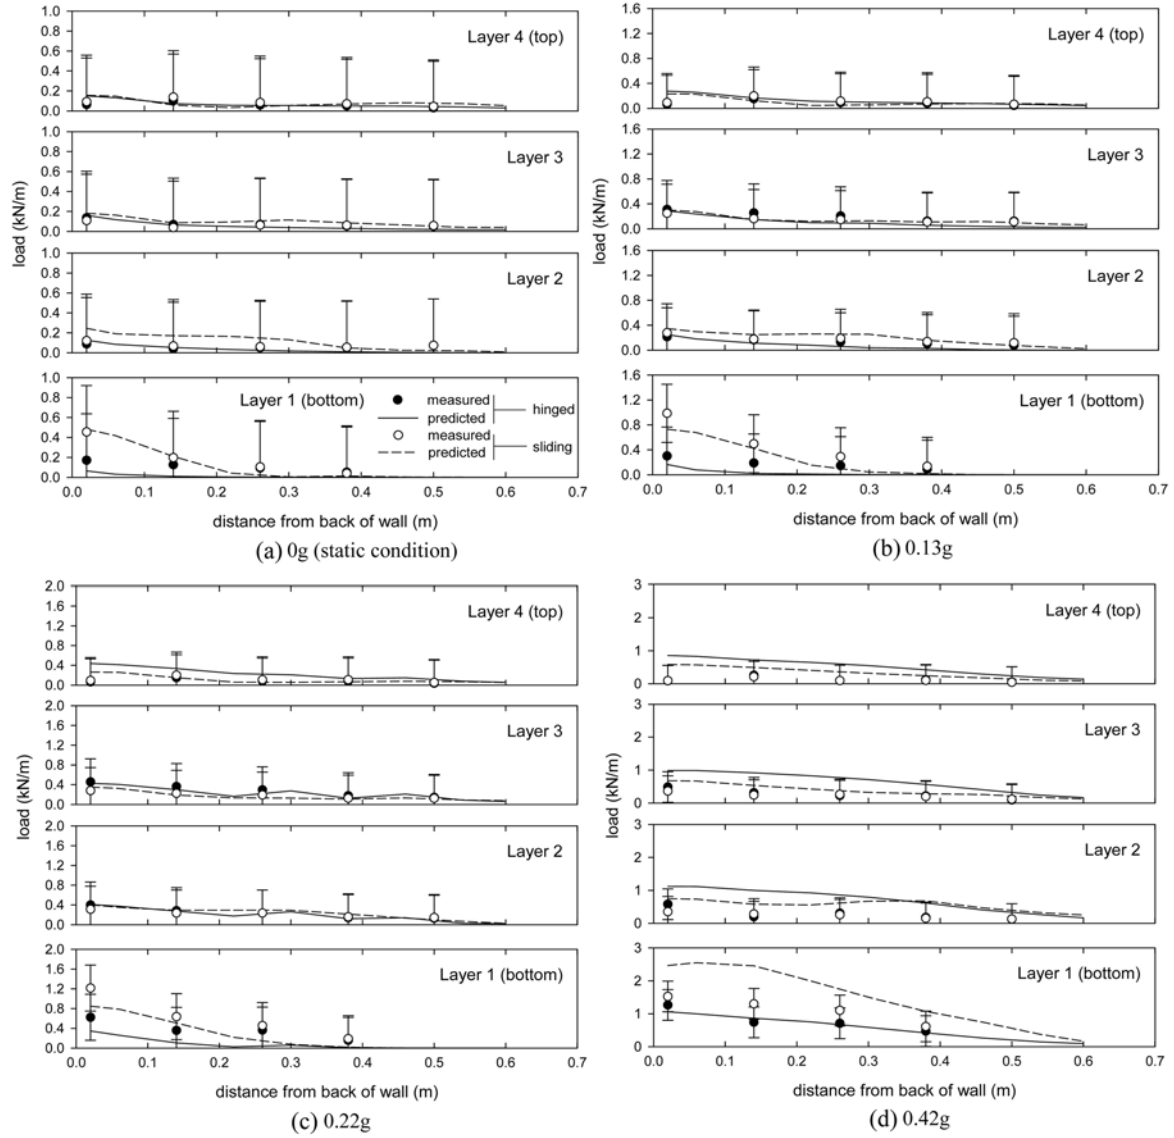 1.0
0.8
0.6
0.4
0.2
0.0
Layer 4 (top)
1.0
0.8
0.6
0.4
0.2
0.0
Layer 3
load (kN/m)
1.0
0.8
0.6
0.4
0.2
0.0
Layer 2
1.0
0.8
0.6
0.4
0.2
0.0
Layer 1 (bottom)
measured
predicted
hinged
measured
predicted
sliding
0.0 0.1 0.2 0.3 0.4 0.5 0.6 0.7
distance from back of wall (m)
(a) 0g (static condition)
1.6
1.2
0.8
0.4
0.0
Layer 4 (top)
1.6
1.2
0.8
0.4
0.0
Layer 3
load (kN/m)
1.6
1.2
0.8
0.4
0.0
Layer 2
1.6
1.2
0.8
0.4
0.0
Layer 1 (bottom)
0.0 0.1 0.2 0.3 0.4 0.5 0.6 0.7
distance from back of wall (m)
(b) 0.13g
2.0
1.6
1.2
0.8
0.4
0.0
Layer 4 (top)
2.0
1.6
1.2
0.8
0.4
0.0
Layer 3
load (kN/m)
2.0
1.6
1.2
0.8
0.4
0.0
Layer 2
2.0
1.6
1.2
0.8
0.4
0.0
Layer 1 (bottom)
0.0 0.1 0.2 0.3 0.4 0.5 0.6 0.7
distance from back of wall (m)
(c) 0.22g
3
2
1
0
Layer 4 (top)
3
2
1
0
Layer 3
load (kN/m)
3
2
1
0
Layer 2
3
2
1
0
Layer 1 (bottom)
0.0 0.1 0.2 0.3 0.4 0.5 0.6 0.7
distance from back of wall (m)
(d) 0.42g